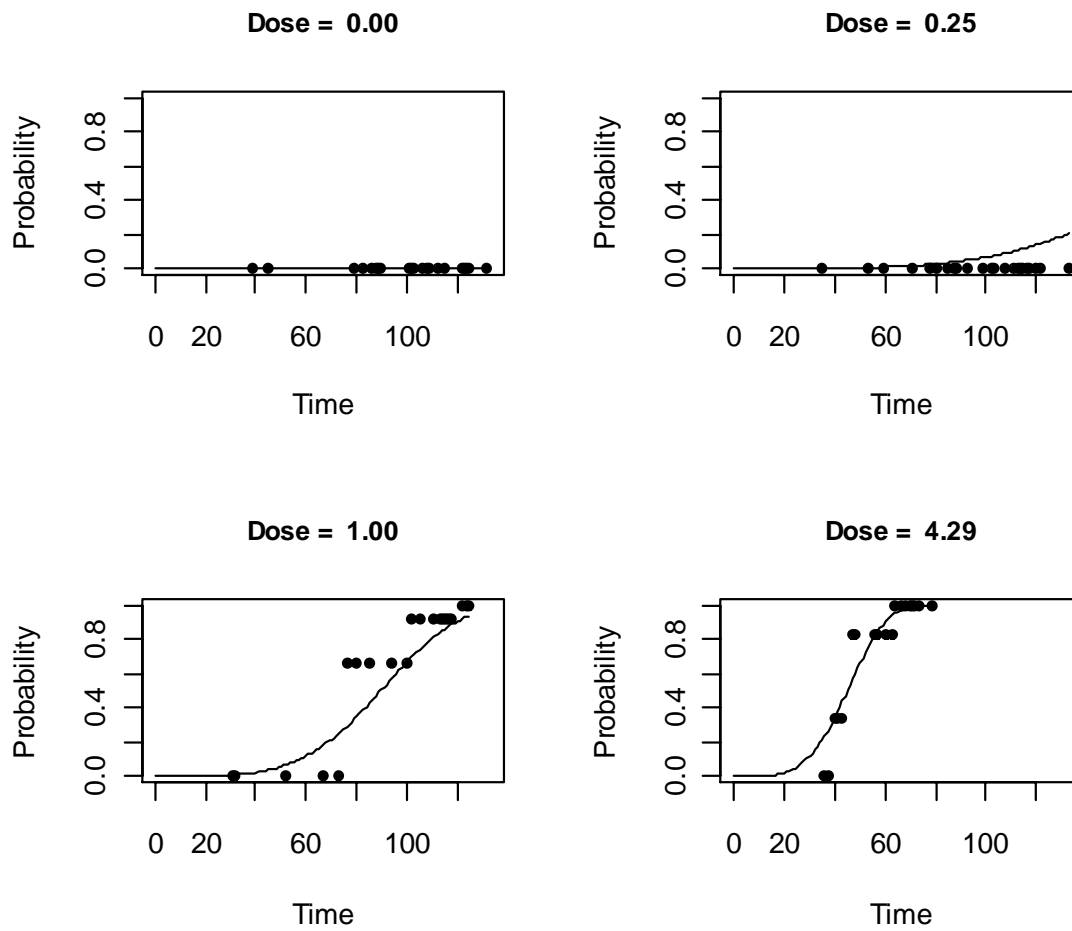 Dose = 0.00
Probability
0.0 0.4 0.8
0 20 60 100
Time
Dose = 0.25
Probability
0.0 0.4 0.8
0 20 60 100
Time
Dose = 1.00
Probability
0.0 0.4 0.8
0 20 60 100
Time
Dose = 4.29
Probability
0.0 0.4 0.8
0 20 60 100
Time